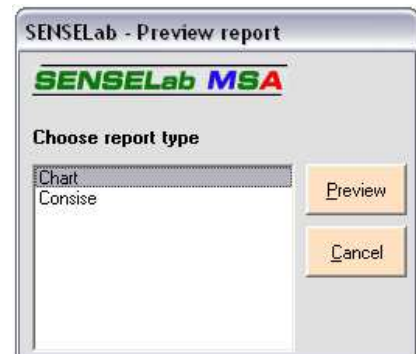 SENSELab - Preview report
SENSELab MSA
Choose report type
Chart
Consise
Preview
Cancel